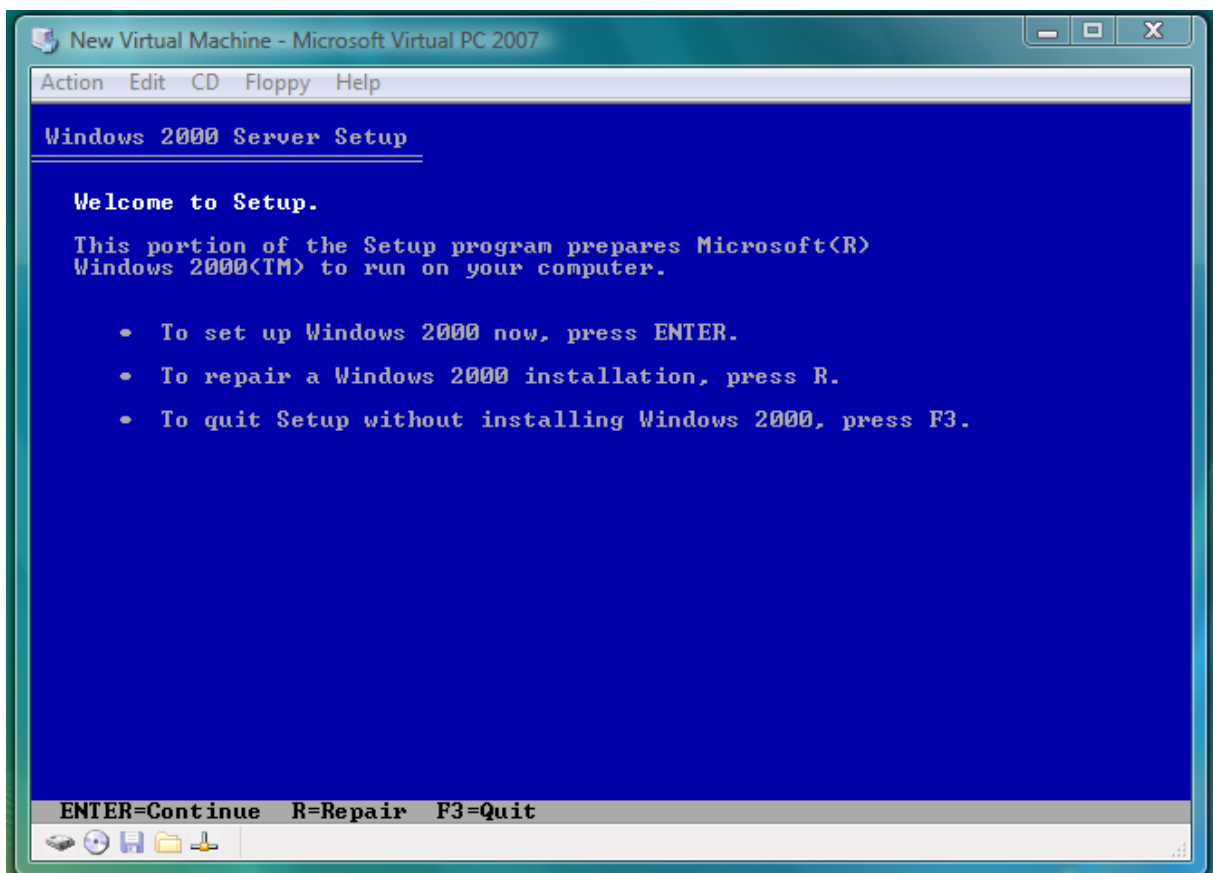 New Virtual Machine - Microsoft Virtual PC 2007
Action Edit CD Floppy Help
Windows 2000 Server Setup
Welcome to Setup.
This portion of the Setup program prepares Microsoft(R)
Windows 2000(TM) to run on your computer.
• To set up Windows 2000 now, press ENTER.
• To repair a Windows 2000 installation, press R.
• To quit Setup without installing Windows 2000, press F3.
ENTER=Continue R=Repair F3=Quit